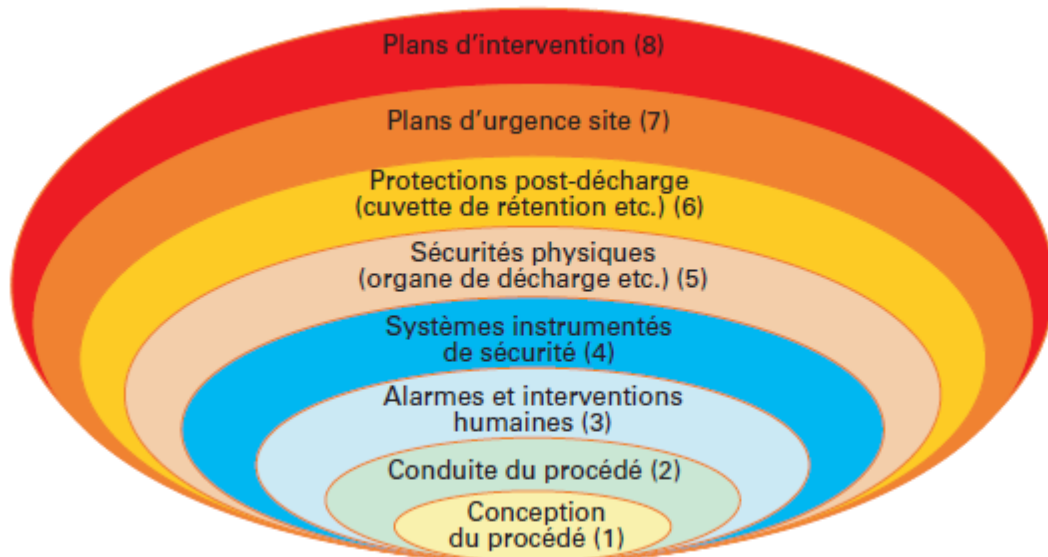 Plans d'intervention (8)
Plans d'urgence site (7)
Protections post-décharge
(cuvette de rétention etc.) (6)
Sécurités physiques
(organe de décharge etc.) (5)
Systèmes instrumentés
de sécurité (4)
Alarmes et interventions
humaines (3)
Conduite du procédé (2)
Conception
du procédé (1)